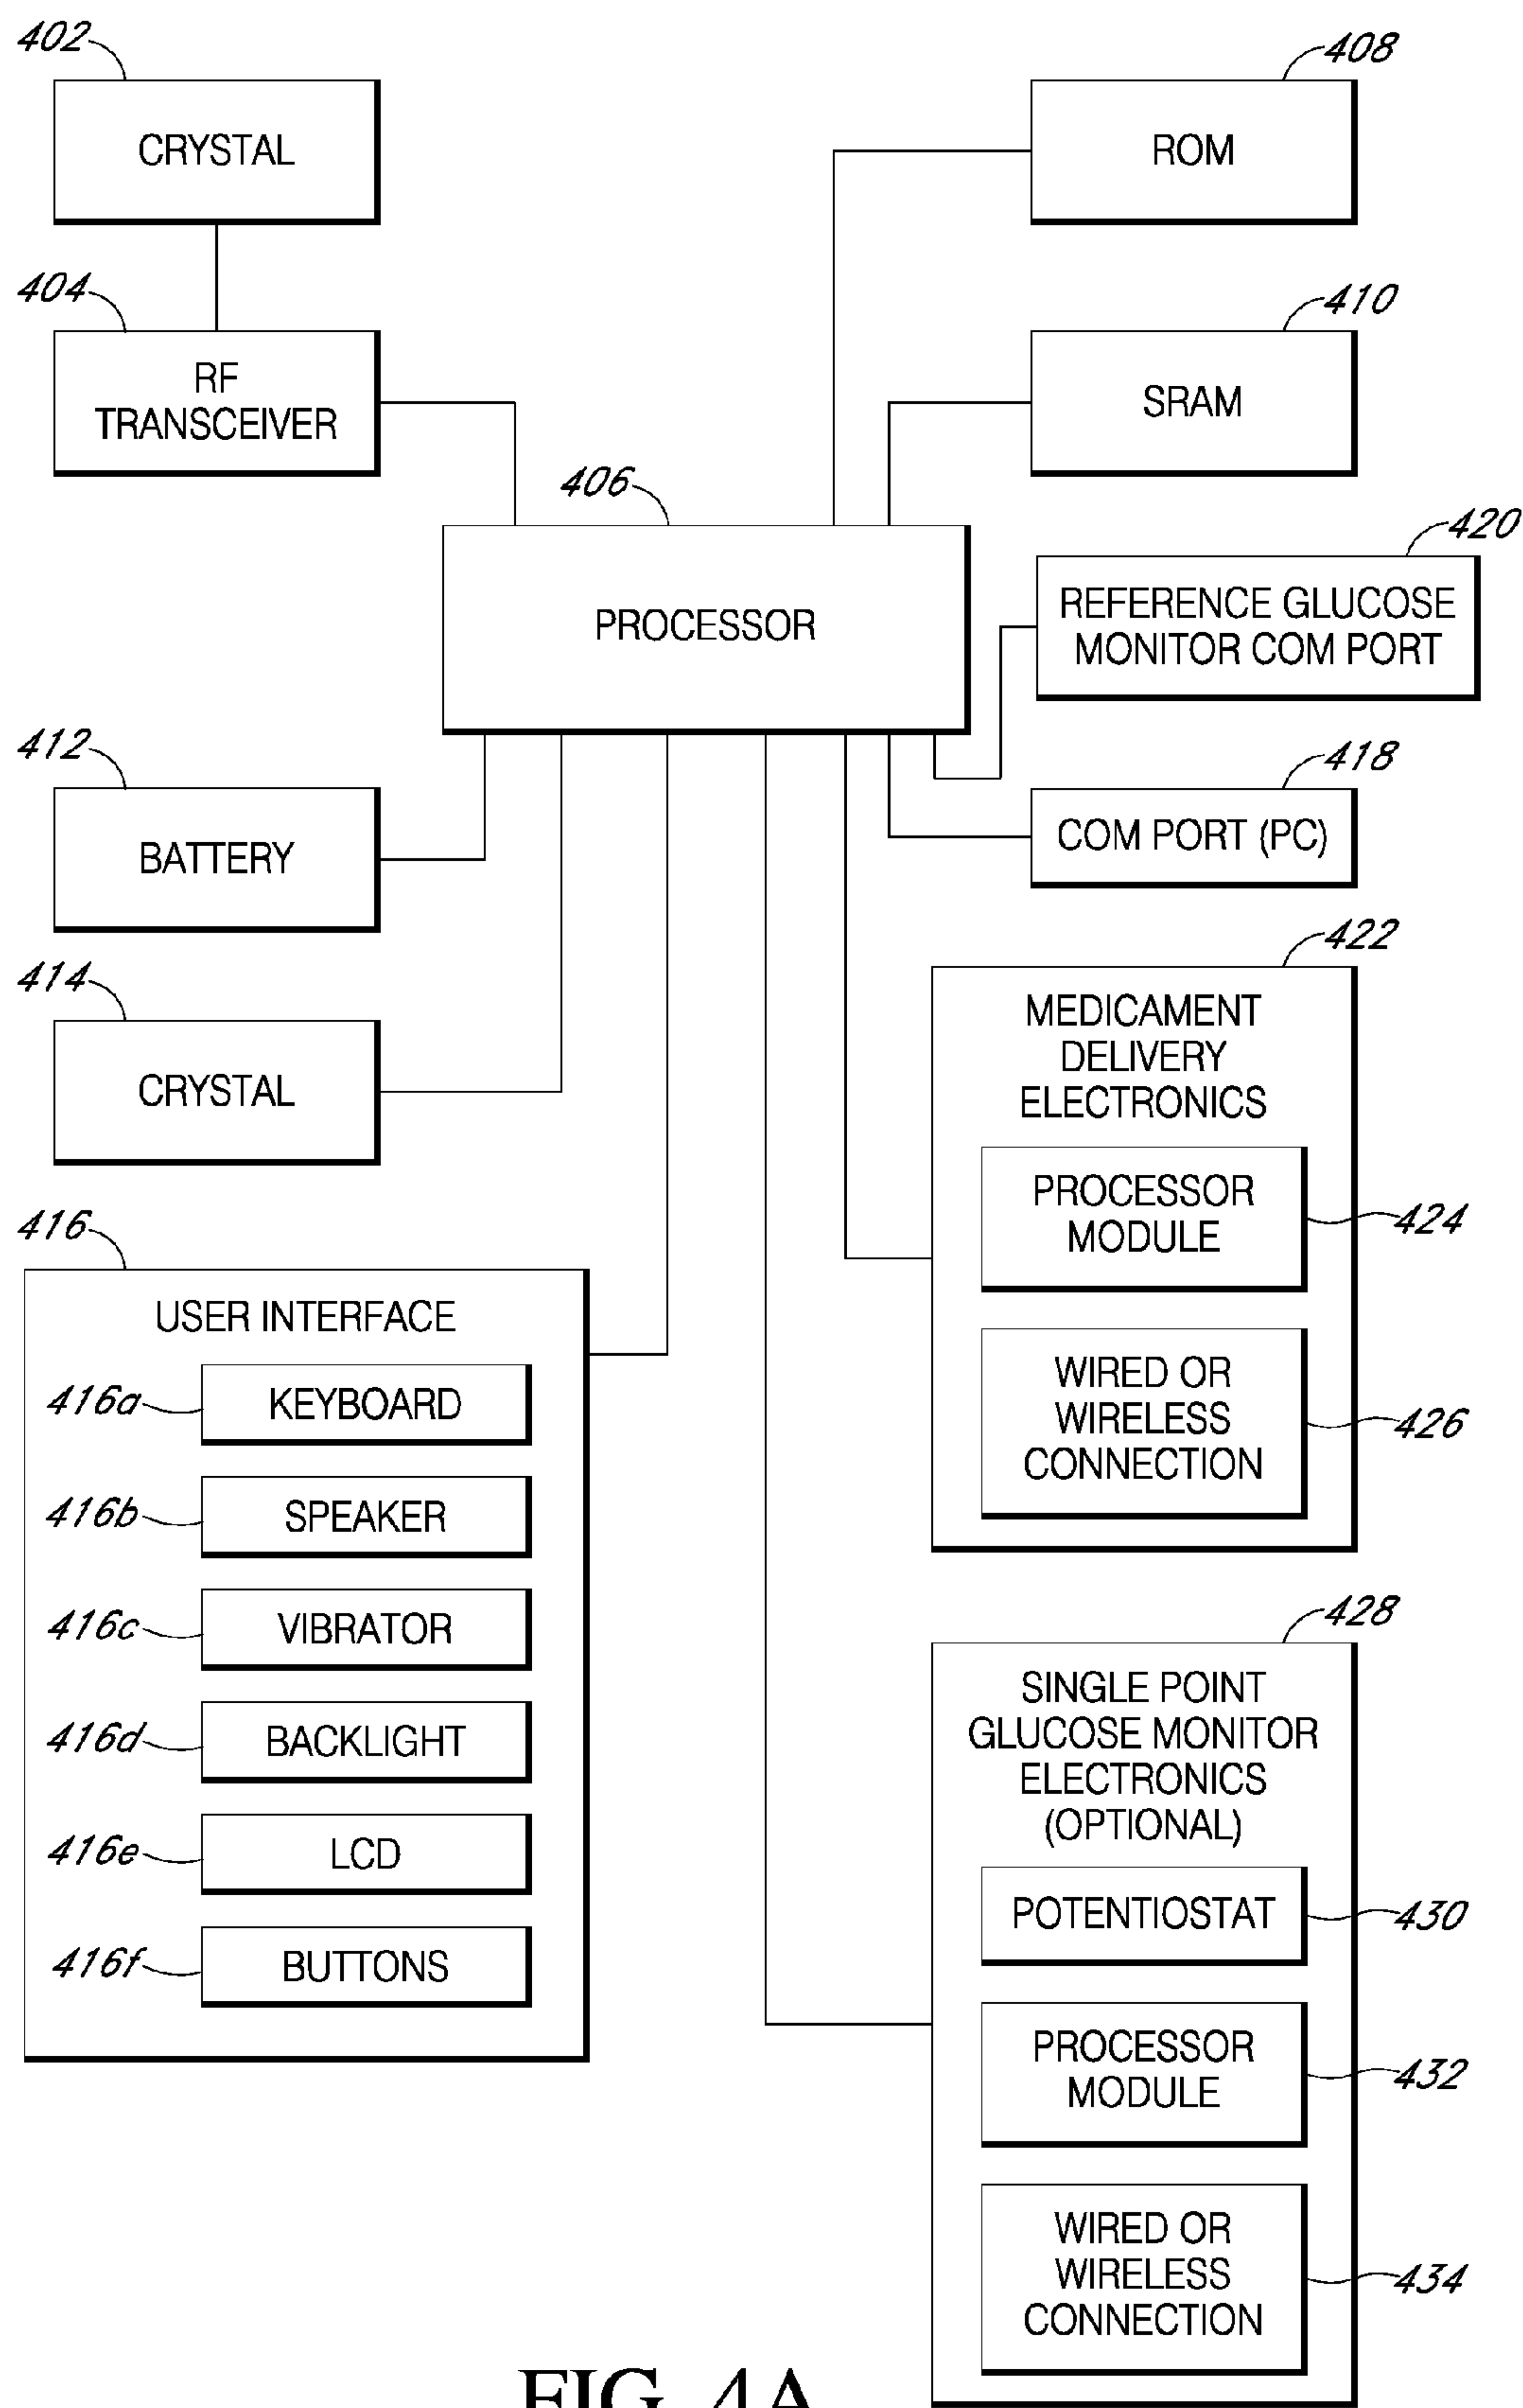 402
CRYSTAL
404
RF
TRANSCEIVER
406
PROCESSOR
408
ROM
410
SRAM
420
REFERENCE GLUCOSE
MONITOR COM PORT
418
COM PORT (PC)
412
BATTERY
414
CRYSTAL
416
USER INTERFACE
416a
KEYBOARD
416b
SPEAKER
416c
VIBRATOR
416d
BACKLIGHT
416e
LCD
416f
BUTTONS
422
MEDICAMENT
DELIVERY
ELECTRONICS
PROCESSOR
MODULE
424
WIRED OR
WIRELESS
CONNECTION
426
428
SINGLE POINT
GLUCOSE MONITOR
ELECTRONICS
(OPTIONAL)
POTENTIOSTAT
430
PROCESSOR
MODULE
432
WIRED OR
WIRELESS
CONNECTION
434
FIG. 4A